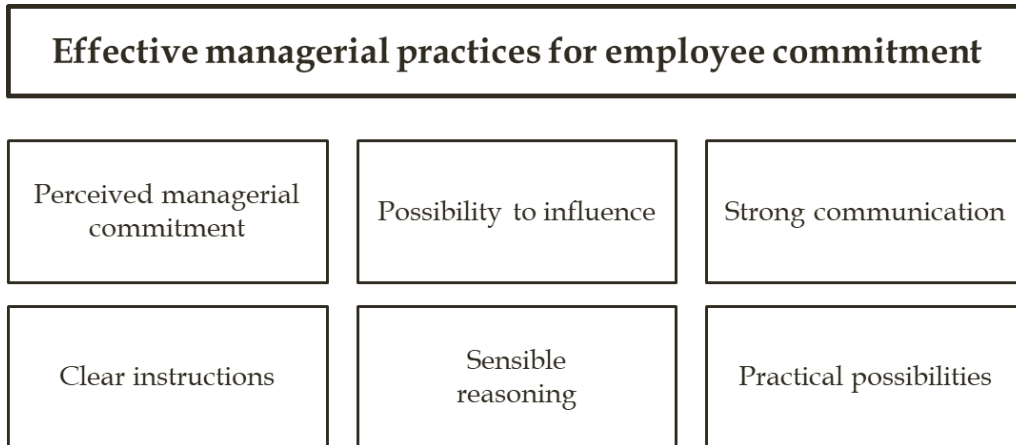 Effective managerial practices for employee commitment
Perceived managerial
commitment
Possibility to influence
Strong communication
Clear instructions
Sensible
reasoning
Practical possibilities